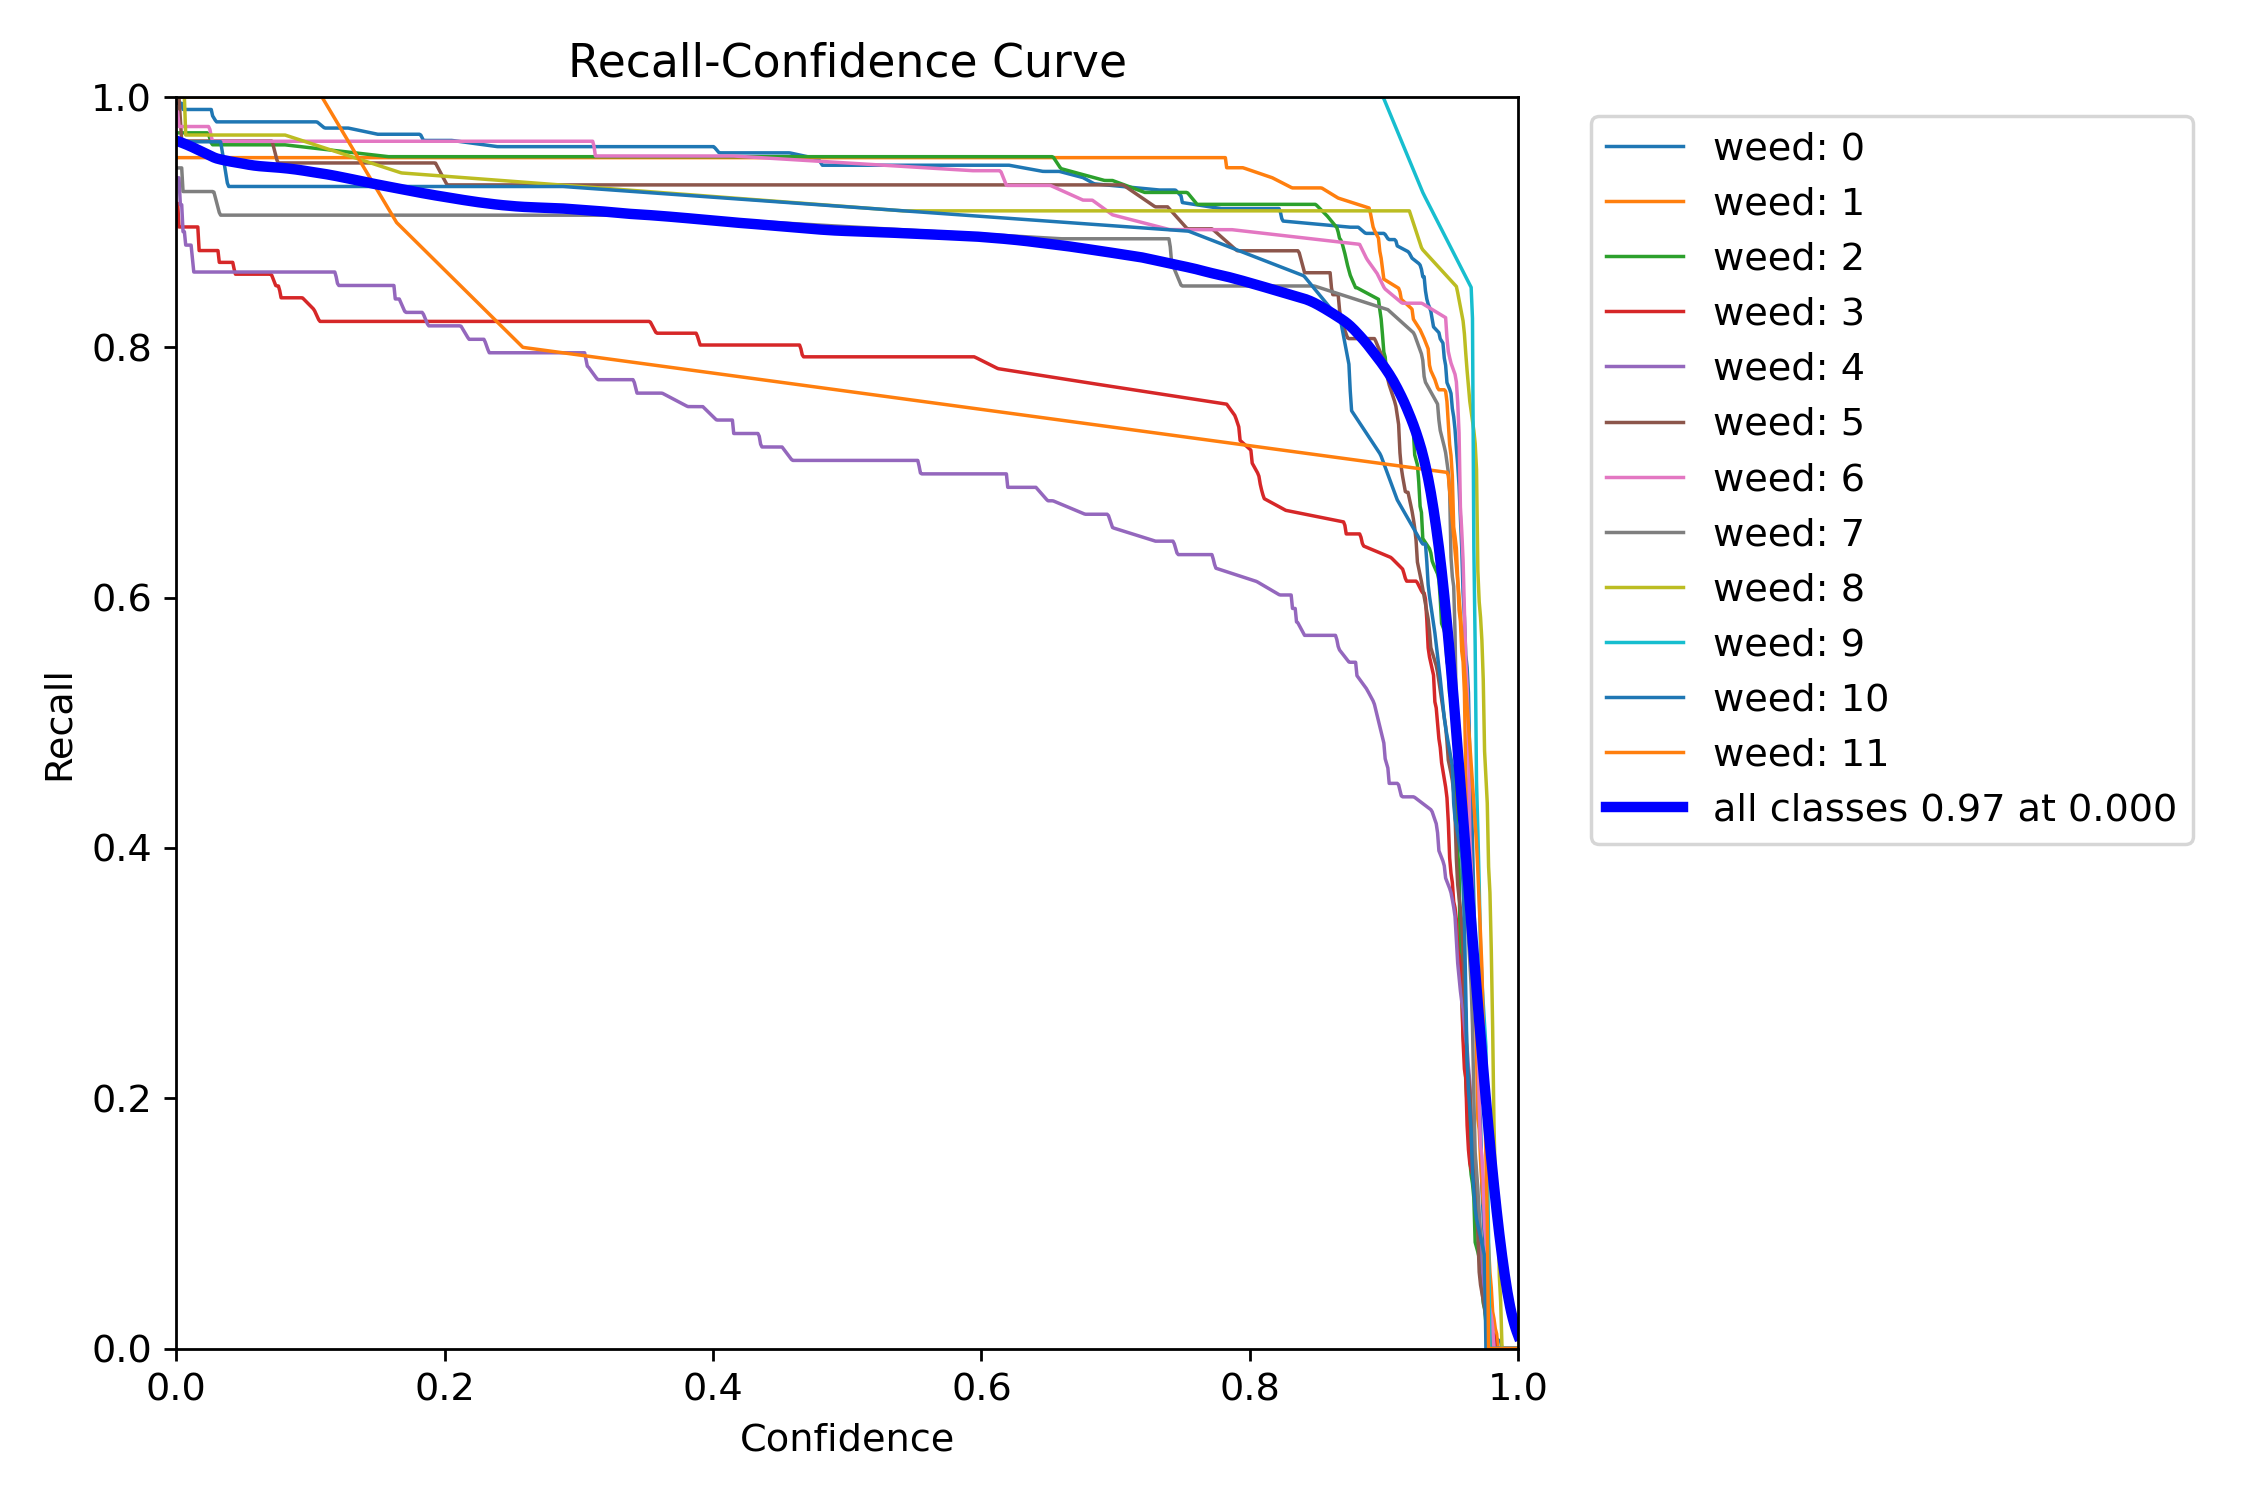 Recall-Confidence Curve
1.0
0.8
0.6
0.4
0.2
0.0
Recall
0.0 0.2 0.4 0.6 0.8 1.0
Confidence
weed: 0
weed: 1
weed: 2
weed: 3
weed: 4
weed: 5
weed: 6
weed: 7
weed: 8
weed: 9
weed: 10
weed: 11
all classes 0.97 at 0.000